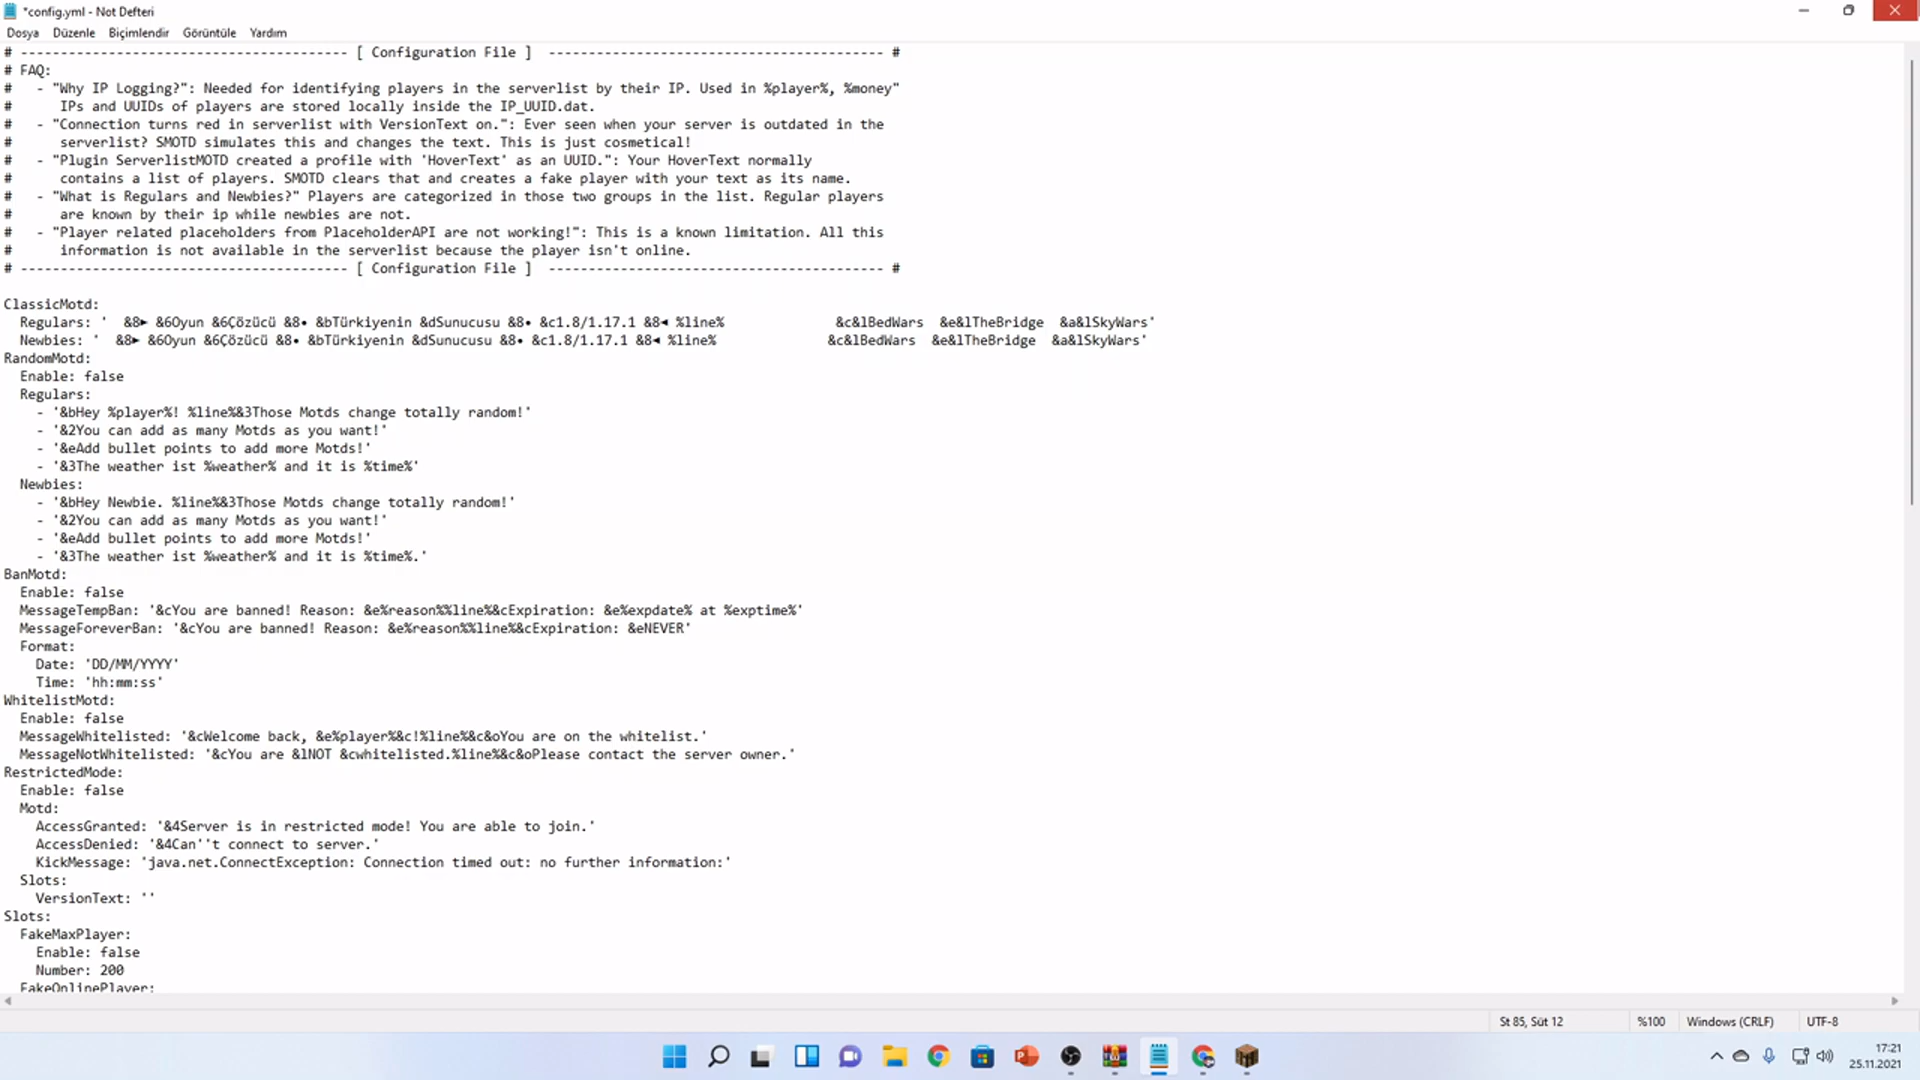 *config.yml - Not Defteri
Dosya Düzenle Biçimlendir Görüntüle Yardım
# ----------------------------------------- [ Configuration File ]  ------------------------------------------ #
# FAQ:
#   - "Why IP Logging?": Needed for identifying players in the serverlist by their IP. Used in %player%, %money"
#      IPs and UUIDs of players are stored locally inside the IP_UUID.dat.
#   - "Connection turns red in serverlist with VersionText on.": Ever seen when your server is outdated in the
#      serverlist? SMOTD simulates this and changes the text. This is just cosmetical!
#   - "Plugin ServerlistMOTD created a profile with 'HoverText' as an UUID.": Your HoverText normally
#      contains a list of players. SMOTD clears that and creates a fake player with your text as its name.
#   - "What is Regulars and Newbies?" Players are categorized in those two groups in the list. Regular players
#      are known by their ip while newbies are not.
#   - "Player related placeholders from PlaceholderAPI are not working!": This is a known limitation. All this
#      information is not available in the serverlist because the player isn't online.
# ----------------------------------------- [ Configuration File ]  ------------------------------------------ #
ClassicMotd:
  Regulars: '  &8► &6Oyun &6Çözücü &8• &bTürkiyenin &dSunucusu &8• &c1.8/1.17.1 &8◄ %line%              &c&lBedWars  &e&lTheBridge  &a&lSkyWars'
  Newbies: '  &8► &6Oyun &6Çözücü &8• &bTürkiyenin &dSunucusu &8• &c1.8/1.17.1 &8◄ %line%              &c&lBedWars  &e&lTheBridge  &a&lSkyWars'
RandomMotd:
  Enable: false
  Regulars:
    - '&bHey %player%! %line%&3Those Motds change totally random!'
    - '&2You can add as many Motds as you want!'
    - '&eAdd bullet points to add more Motds!'
    - '&3The weather ist %weather% and it is %time%'
  Newbies:
    - '&bHey Newbie. %line%&3Those Motds change totally random!'
    - '&2You can add as many Motds as you want!'
    - '&eAdd bullet points to add more Motds!'
    - '&3The weather ist %weather% and it is %time%.'
BanMotd:
  Enable: false
  MessageTempBan: '&cYou are banned! Reason: &e%reason%%line%&cExpiration: &e%expdate% at %exptime%'
  MessageForeverBan: '&cYou are banned! Reason: &e%reason%%line%&cExpiration: &eNEVER'
  Format:
    Date: 'DD/MM/YYYY'
    Time: 'hh:mm:ss'
WhitelistMotd:
  Enable: false
  MessageWhitelisted: '&cWelcome back, &e%player%&c!%line%&c&oYou are on the whitelist.'
  MessageNotWhitelisted: '&cYou are &lNOT &cwhitelisted.%line%&c&oPlease contact the server owner.'
RestrictedMode:
  Enable: false
  Motd:
    AccessGranted: '&4Server is in restricted mode! You are able to join.'
    AccessDenied: '&4Can''t connect to server.'
    KickMessage: 'java.net.ConnectException: Connection timed out: no further information:'
  Slots:
    VersionText: ''
Slots:
  FakeMaxPlayer:
    Enable: false
    Number: 200
  FakeOnlinePlayer:
St 85, Süt 12 %100 Windows (CRLF) UTF-8
17:21
25.11.2021